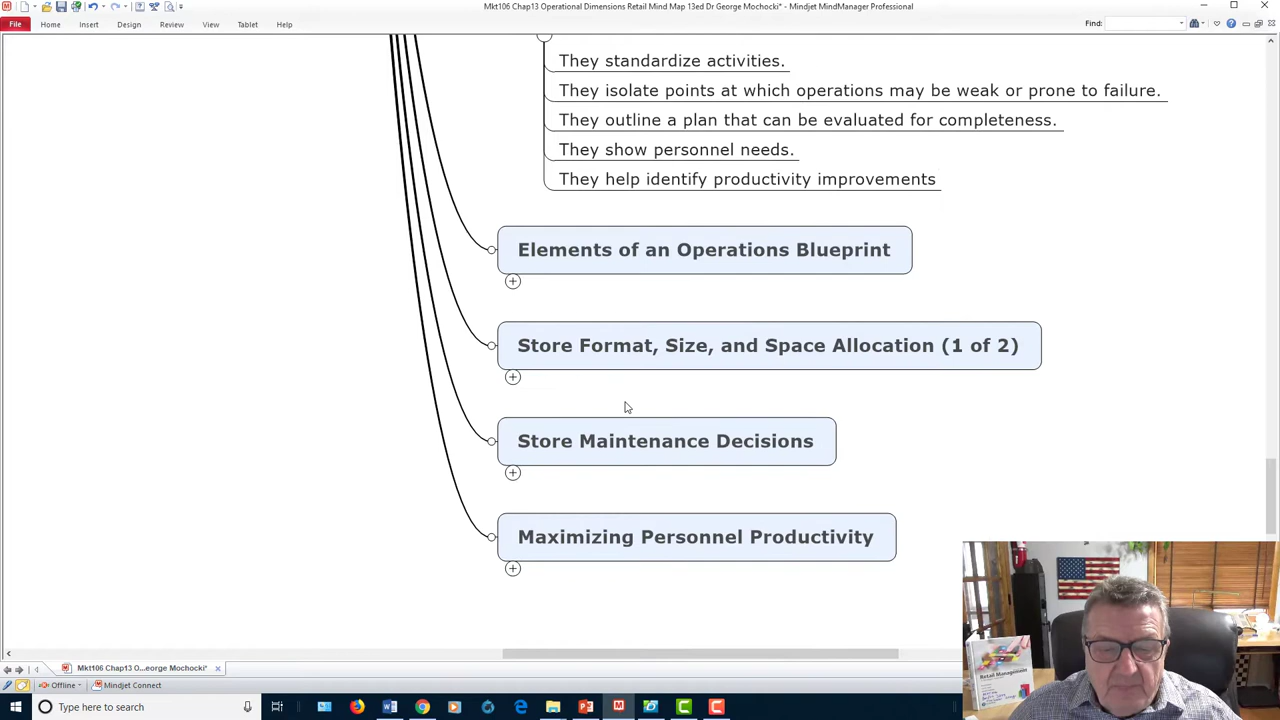 Mkt106 Chap13 Operational Dimensions Retail Mind Map 13ed Dr George Mochocki* - Mindjet MindManager Professional
File Home Insert Design Review View Tablet Help Find:
They standardize activities.
They isolate points at which operations may be weak or prone to failure.
They outline a plan that can be evaluated for completeness.
They show personnel needs.
They help identify productivity improvements
Elements of an Operations Blueprint
Store Format, Size, and Space Allocation (1 of 2)
Store Maintenance Decisions
Maximizing Personnel Productivity
Retail Management
Mkt106 Chap13 O...eorge Mochocki*
Offline Mindjet Connect
Type here to search